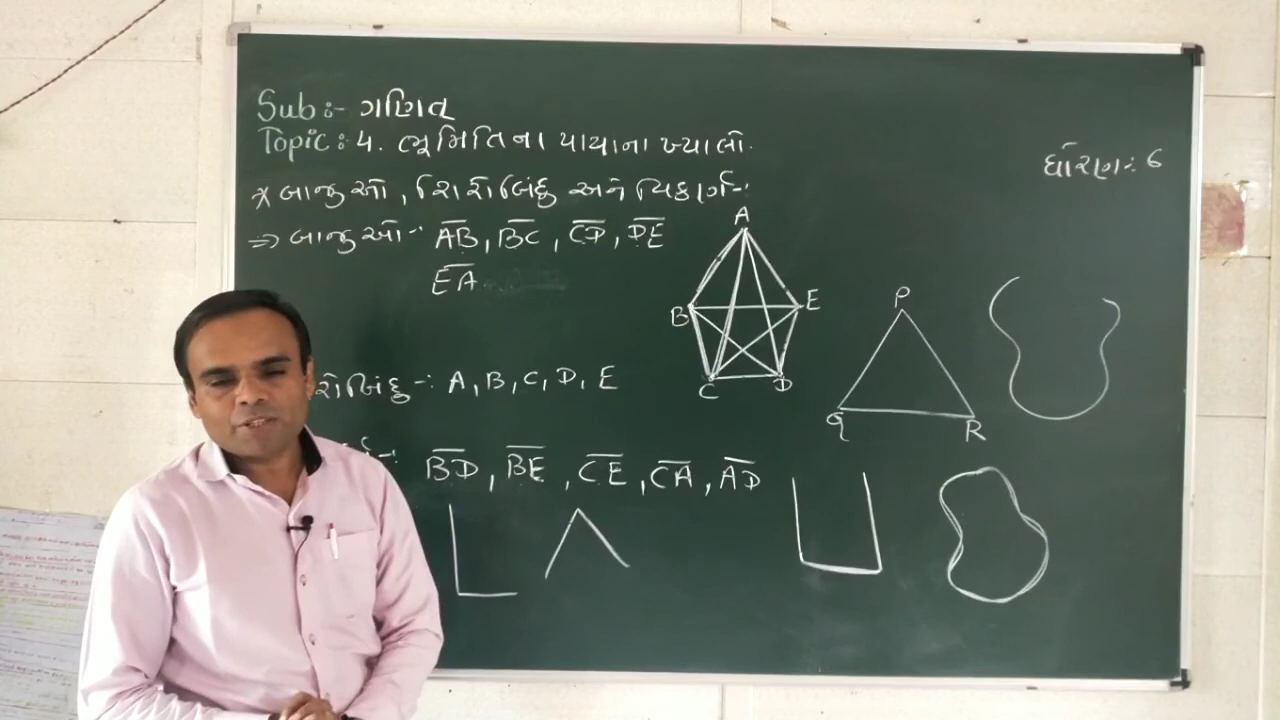 Sub:- ગણિત
Topic: 4. ભૂમિતિના પાયાના ખ્યાલો.
ધોરણ: 6
* બાજુઓ, શિરોબિંદુ અને વિકર્ણ:-
⇒ બાજુઓ:- AB, BC, CD, DE
EA
A
B
E
C
D
P
Q
R
રોબિંદુ:- A, B, C, D, E
BD, BE, CE, CA, AD